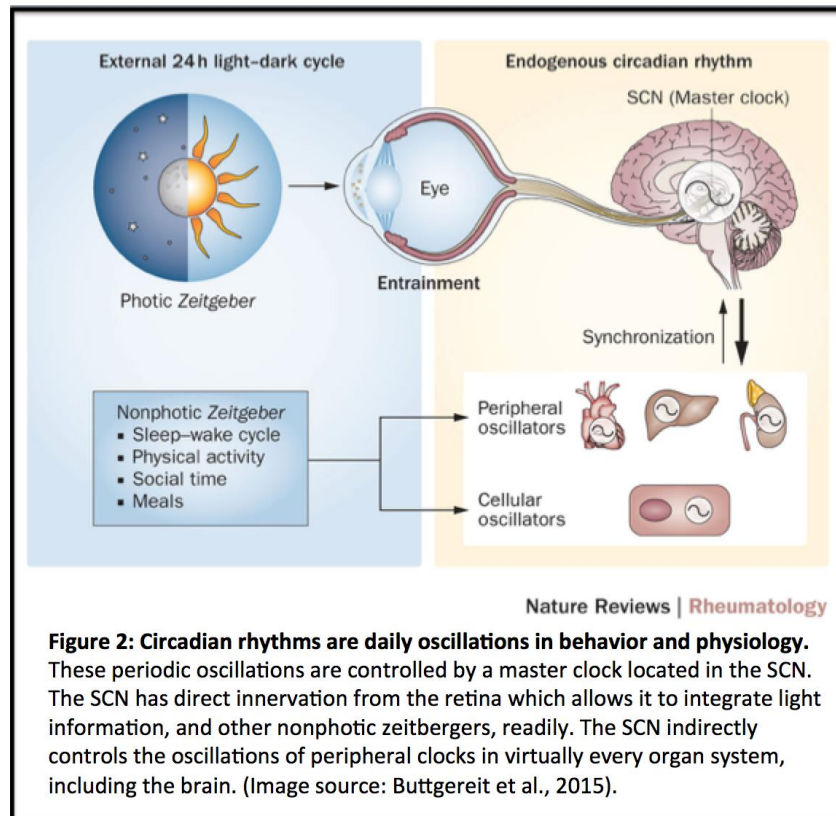 External 24 h light–dark cycle
Endogenous circadian rhythm
SCN (Master clock)
Eye
Entrainment
Photic Zeitgeber
Synchronization
Nonphotic Zeitgeber
▪ Sleep–wake cycle
▪ Physical activity
▪ Social time
▪ Meals
Peripheral
oscillators
Cellular
oscillators
Nature Reviews | Rheumatology
Figure 2: Circadian rhythms are daily oscillations in behavior and physiology.
These periodic oscillations are controlled by a master clock located in the SCN.
The SCN has direct innervation from the retina which allows it to integrate light
information, and other nonphotic zeitbergers, readily. The SCN indirectly
controls the oscillations of peripheral clocks in virtually every organ system,
including the brain. (Image source: Buttgereit et al., 2015).